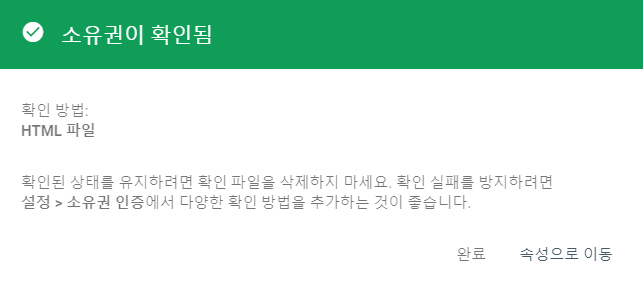 소유권이 확인됨
확인 방법:
HTML 파일
확인된 상태를 유지하려면 확인 파일을 삭제하지 마세요. 확인 실패를 방지하려면
설정 > 소유권 인증에서 다양한 확인 방법을 추가하는 것이 좋습니다.
완료 속성으로 이동